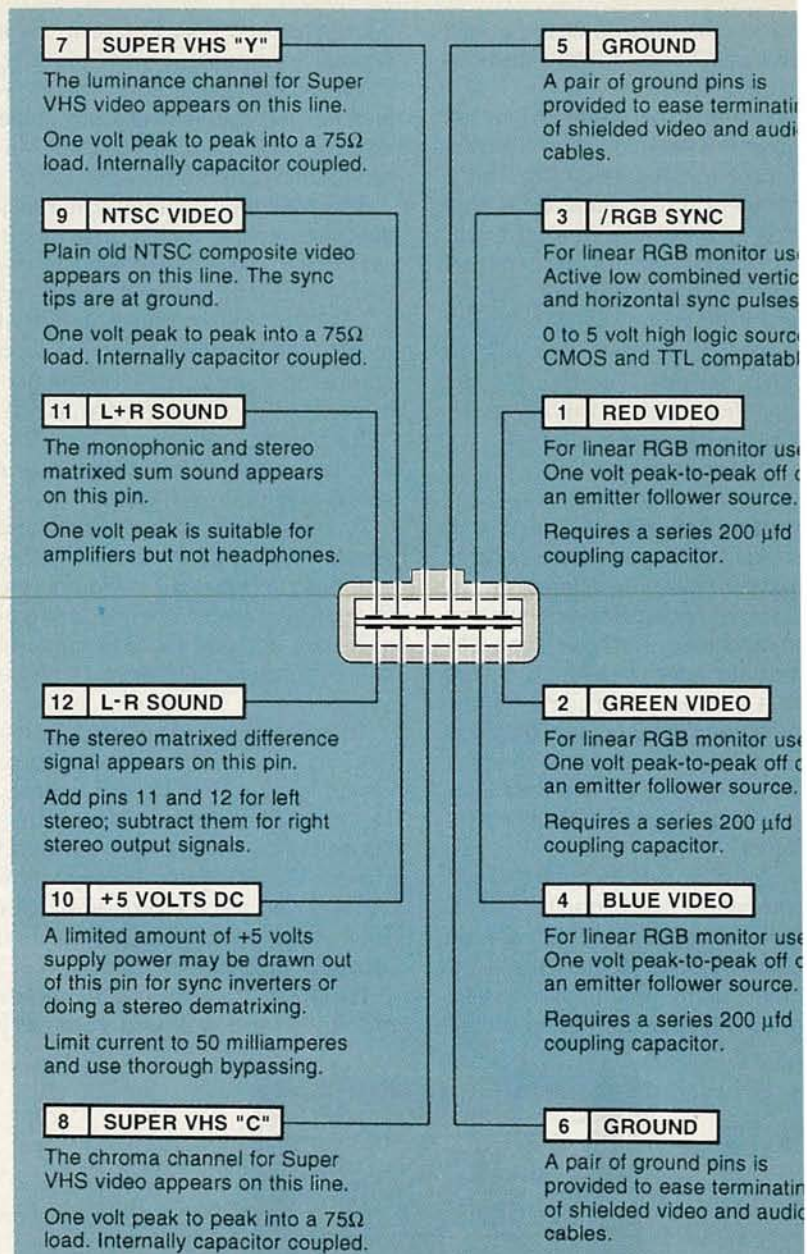 7 SUPER VHS "Y"
The luminance channel for Super
VHS video appears on this line.
One volt peak to peak into a 75Ω
load. Internally capacitor coupled.
9 NTSC VIDEO
Plain old NTSC composite video
appears on this line. The sync
tips are at ground.
One volt peak to peak into a 75Ω
load. Internally capacitor coupled.
11 L+R SOUND
The monophonic and stereo
matrixed sum sound appears
on this pin.
One volt peak is suitable for
amplifiers but not headphones.
12 L-R SOUND
The stereo matrixed difference
signal appears on this pin.
Add pins 11 and 12 for left
stereo; subtract them for right
stereo output signals.
10 +5 VOLTS DC
A limited amount of +5 volts
supply power may be drawn out
of this pin for sync inverters or
doing a stereo dematrixing.
Limit current to 50 milliamperes
and use thorough bypassing.
8 SUPER VHS "C"
The chroma channel for Super
VHS video appears on this line.
One volt peak to peak into a 75Ω
load. Internally capacitor coupled.
5 GROUND
A pair of ground pins is
provided to ease terminati
of shielded video and audi
cables.
3 /RGB SYNC
For linear RGB monitor us
Active low combined vertic
and horizontal sync pulses
0 to 5 volt high logic sourc
CMOS and TTL compatabl
1 RED VIDEO
For linear RGB monitor us
One volt peak-to-peak off
an emitter follower source.
Requires a series 200 µfd
coupling capacitor.
2 GREEN VIDEO
For linear RGB monitor use
One volt peak-to-peak off
an emitter follower source.
Requires a series 200 µfd
coupling capacitor.
4 BLUE VIDEO
For linear RGB monitor use
One volt peak-to-peak off
an emitter follower source.
Requires a series 200 µfd
coupling capacitor.
6 GROUND
A pair of ground pins is
provided to ease terminatin
of shielded video and audi
cables.